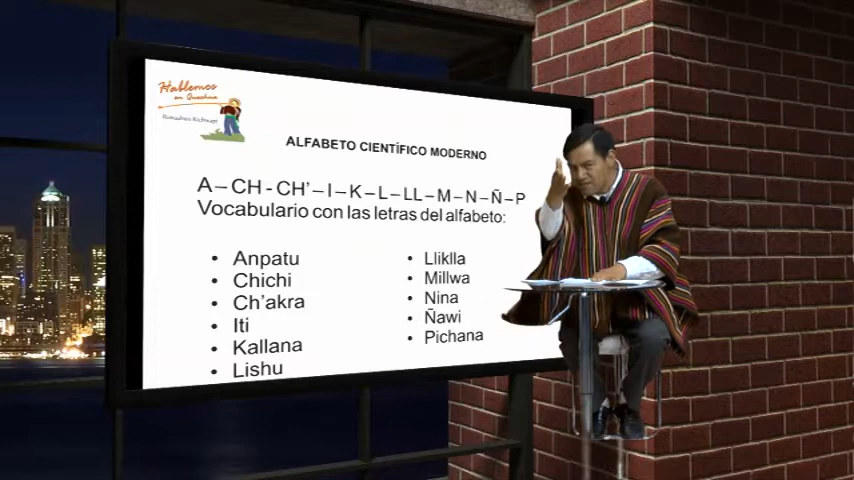 Hablemos
en Quechua
ALFABETO CIENTÍFICO MODERNO
A–CH-CH'–I–K–L–LL–M–N–Ñ–P
Vocabulario con las letras del alfabeto:
• Anpatu
• Chichi
• Ch'akra
• Iti
• Kallana
• Lishu
• Lliklla
• Millwa
• Nina
• Ñawi
• Pichana